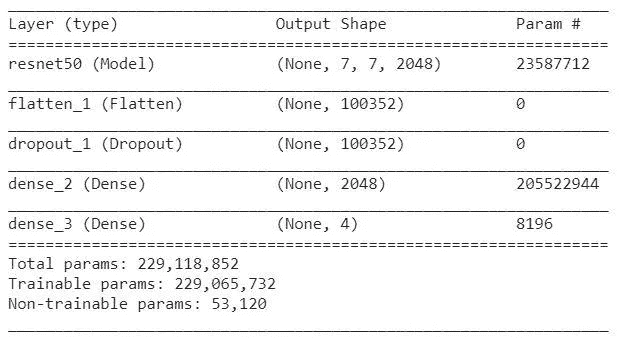 Layer (type) Output Shape Param #
resnet50 (Model) (None, 7, 7, 2048) 23587712
flatten_1 (Flatten) (None, 100352) 0
dropout_1 (Dropout) (None, 100352) 0
dense_2 (Dense) (None, 2048) 205522944
dense_3 (Dense) (None, 4) 8196
Total params: 229,118,852
Trainable params: 229,065,732
Non-trainable params: 53,120